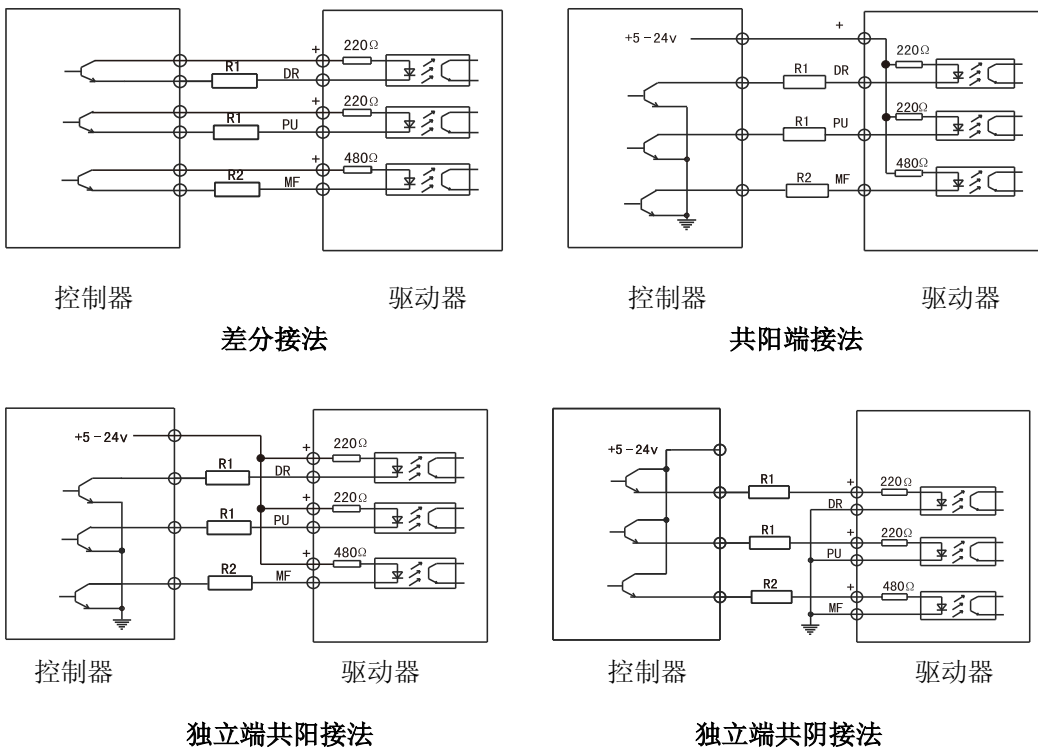 + 220Ω
R1 DR
+ 220Ω
R1 PU
+ 480Ω
R2 MF
控制器 驱动器
差分接法
+5-24v +
220Ω
R1 DR
220Ω
R1 PU
480Ω
R2 MF
控制器 驱动器
共阳端接法
+5-24v
+ 220Ω
R1 DR
+ 220Ω
R1 PU
+ 480Ω
R2 MF
控制器 驱动器
独立端共阳接法
+5-24v
R1 + 220Ω
DR
R1 + 220Ω
PU
R2 + 480Ω
MF
控制器 驱动器
独立端共阴接法